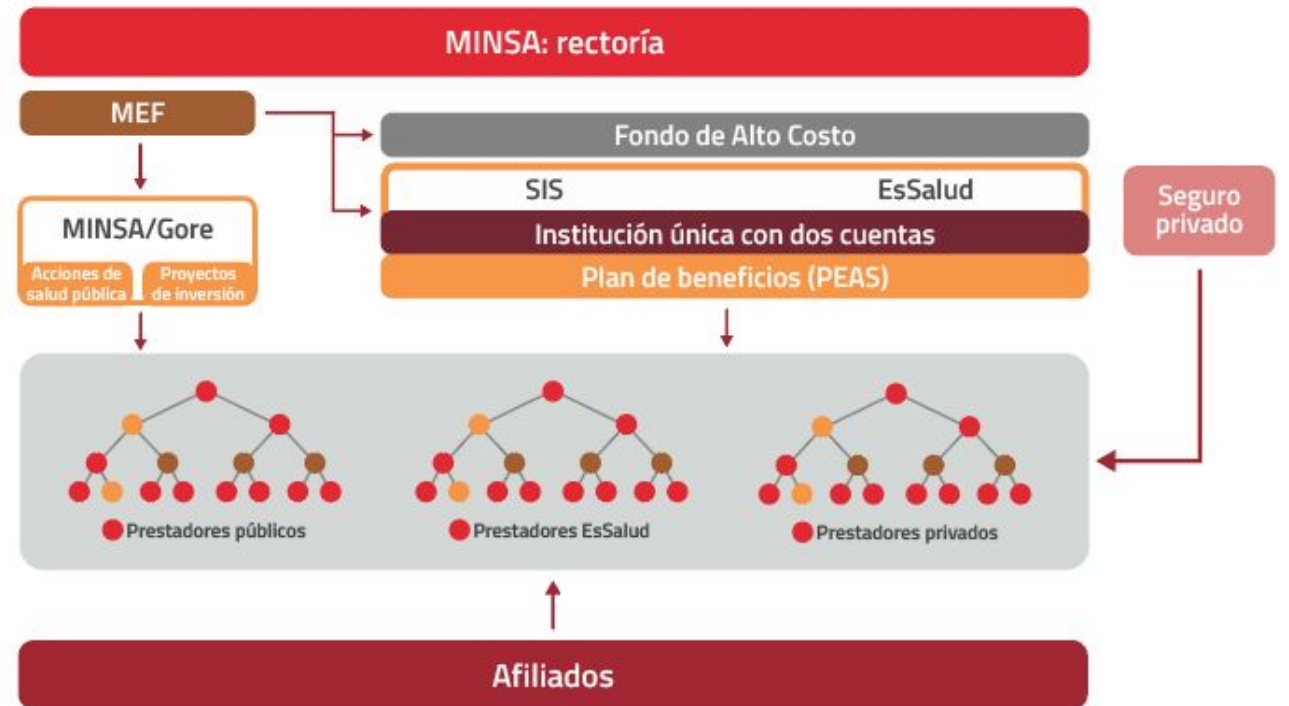 MINSA: rectoría
MEF
Fondo de Alto Costo
SIS
EsSalud
Seguro
privado
MINSA/Gore
Institución única con dos cuentas
Acciones de
salud pública
Proyectos
de inversión
Plan de beneficios (PEAS)
Prestadores públicos
Prestadores EsSalud
Prestadores privados
Afiliados